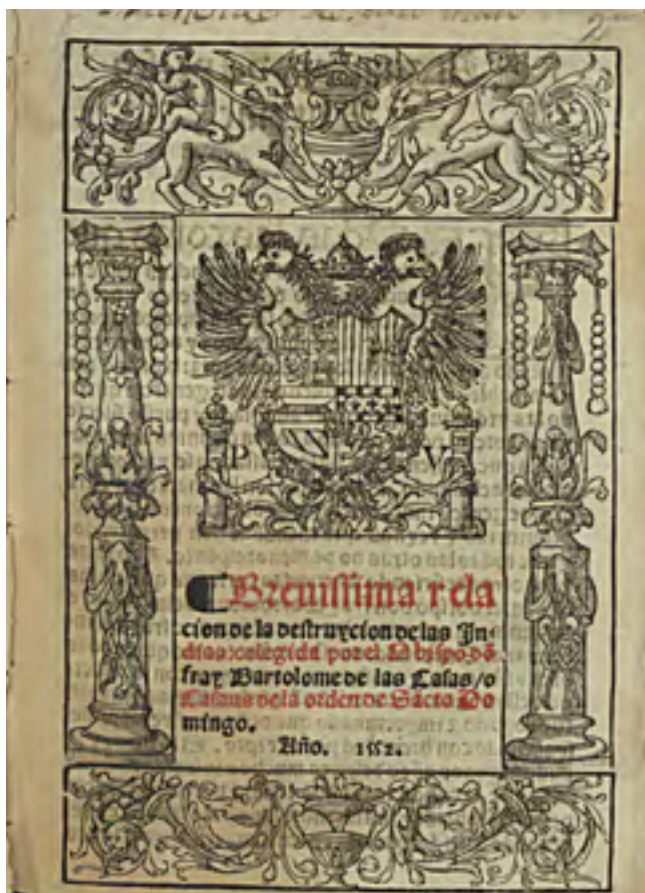 P V
¶ Breuissima rela
cion de la destruycion de las In-
dias: colegida por el Obispo dō
fray Bartolome de las Casas / o
Casaus de la orden de Sācto Do
mingo.
Año. 1552.